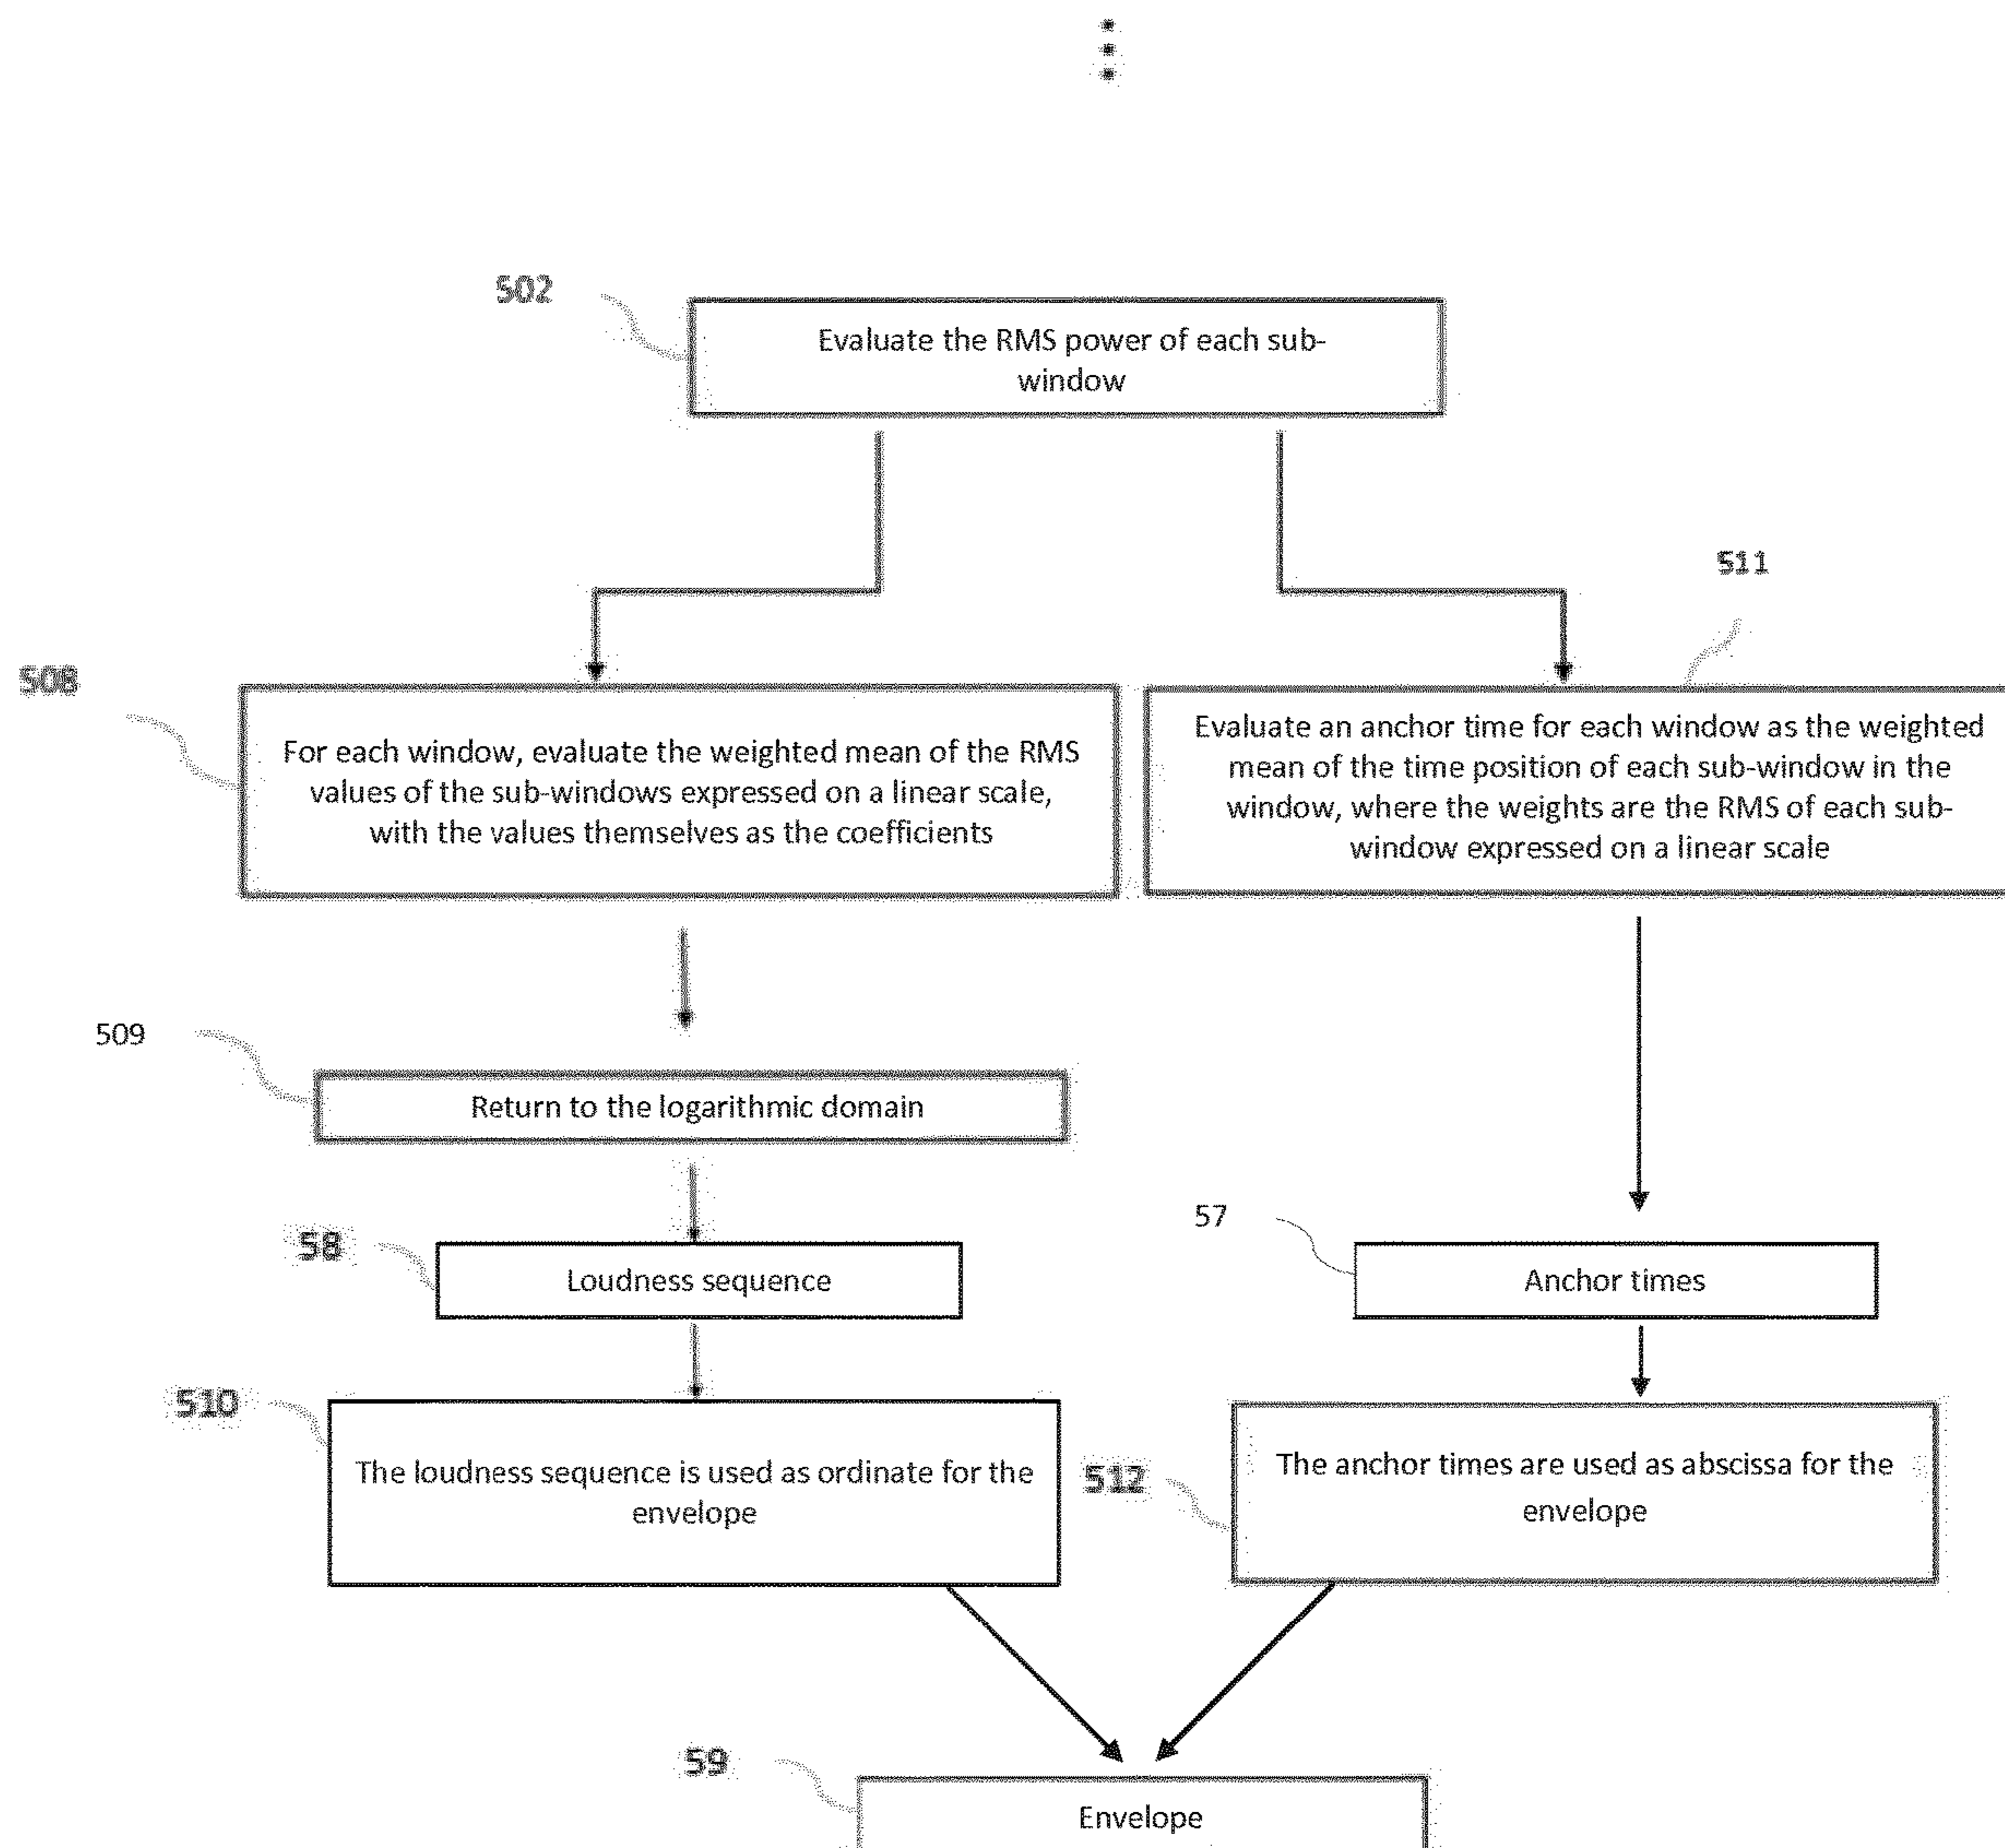 502
Evaluate the RMS power of each sub-
window
511
508
For each window, evaluate the weighted mean of the RMS
values of the sub-windows expressed on a linear scale,
with the values themselves as the coefficients
Evaluate an anchor time for each window as the weighted
mean of the time position of each sub-window in the
window, where the weights are the RMS of each sub-
window expressed on a linear scale
509
Return to the logarithmic domain
58
Loudness sequence
57
Anchor times
510
The loudness sequence is used as ordinate for the
envelope
512
The anchor times are used as abscissa for the
envelope
59
Envelope